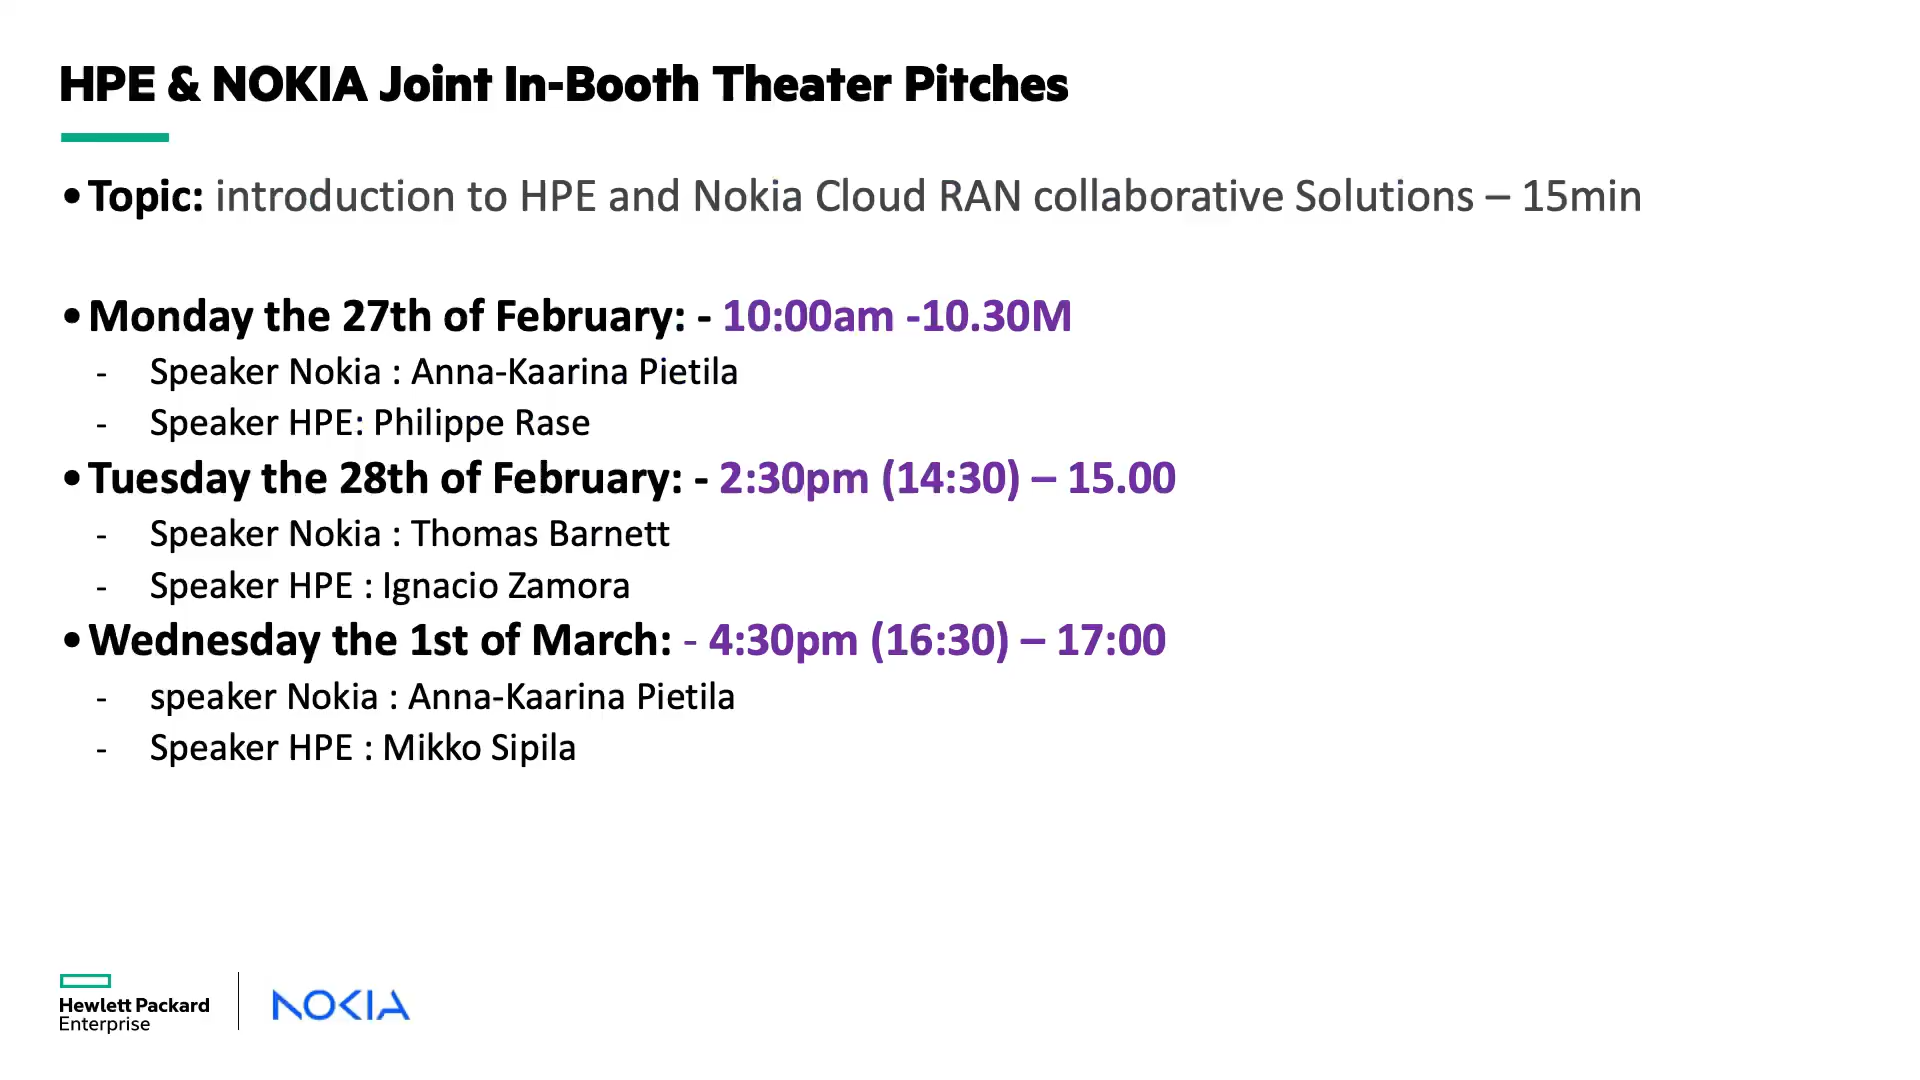 HPE & NOKIA Joint In-Booth Theater Pitches
•Topic: introduction to HPE and Nokia Cloud RAN collaborative Solutions – 15min
•Monday the 27th of February: - 10:00am -10.30M
- Speaker Nokia : Anna-Kaarina Pietila
- Speaker HPE: Philippe Rase
•Tuesday the 28th of February: - 2:30pm (14:30) – 15.00
- Speaker Nokia : Thomas Barnett
- Speaker HPE : Ignacio Zamora
•Wednesday the 1st of March: - 4:30pm (16:30) – 17:00
- speaker Nokia : Anna-Kaarina Pietila
- Speaker HPE : Mikko Sipila
Hewlett Packard
Enterprise
NOKIA